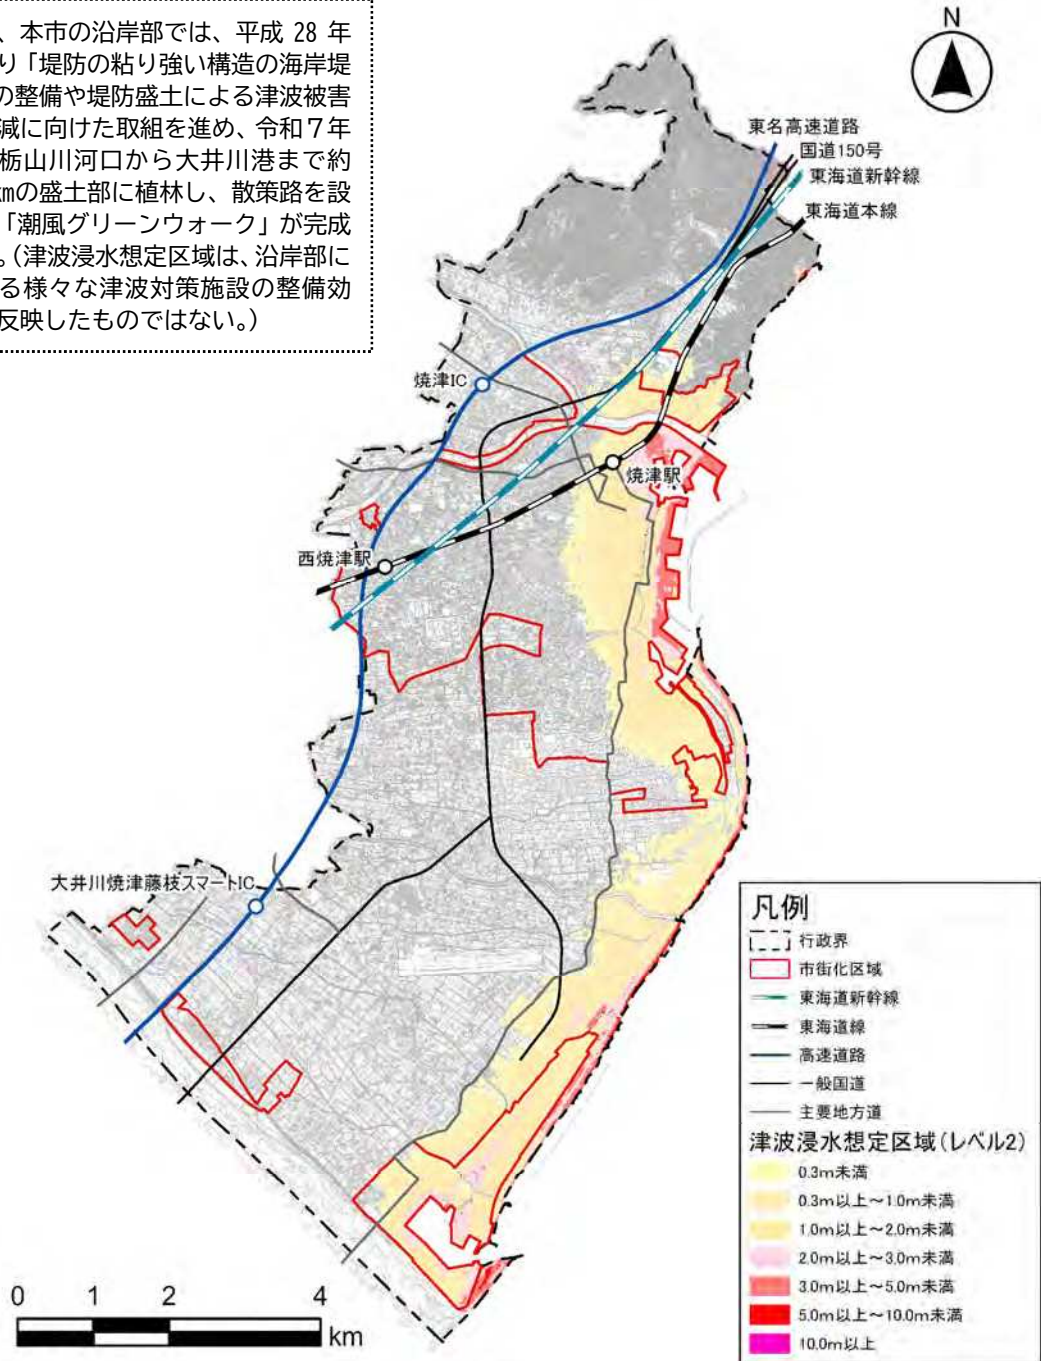 、本市の沿岸部では、平成 28 年
り「堤防の粘り強い構造の海岸堤
の整備や堤防盛土による津波被害
減に向けた取組を進め、令和７年
栃山川河口から大井川港まで約
㎞の盛土部に植林し、散策路を設
「潮風グリーンウォーク」が完成
。（津波浸水想定区域は、沿岸部に
る様々な津波対策施設の整備効
反映したものではない。）
N
東名高速道路
国道150号
東海道新幹線
東海道本線
焼津IC
焼津駅
西焼津駅
大井川焼津藤枝スマートIC
凡例
行政界
市街化区域
東海道新幹線
東海道線
高速道路
一般国道
主要地方道
津波浸水想定区域(レベル2)
0.3m未満
0.3m以上～1.0m未満
1.0m以上～2.0m未満
2.0m以上～3.0m未満
3.0m以上～5.0m未満
5.0m以上～10.0m未満
10.0m以上
0 1 2 4
km